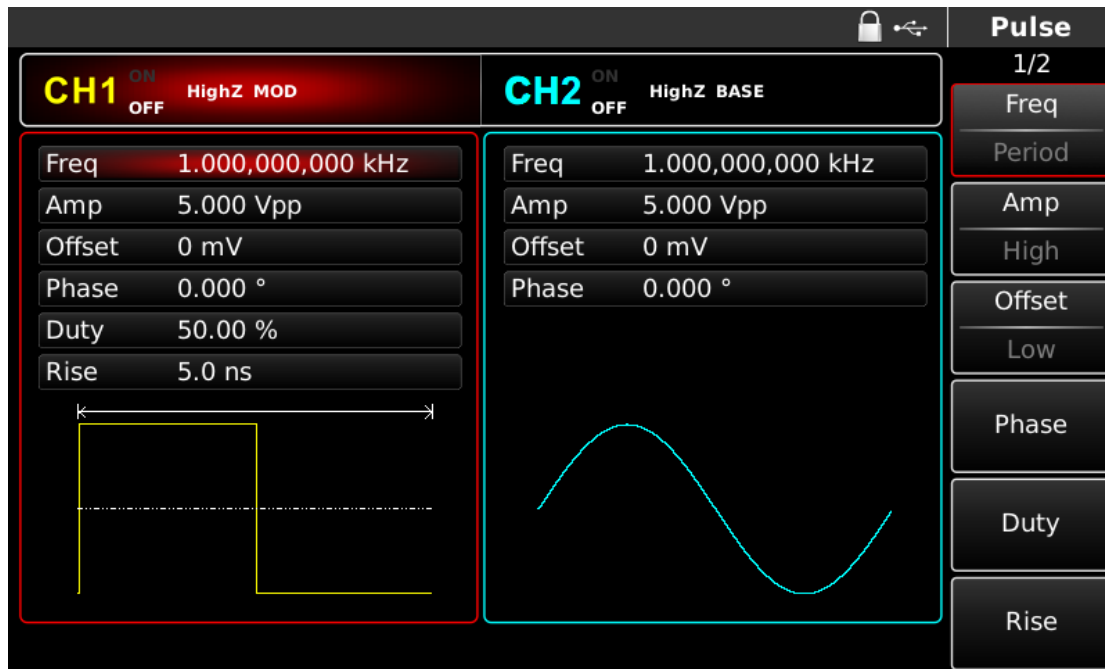 Pulse
1/2
CH1 ON OFF HighZ MOD
CH2 ON OFF HighZ BASE
Freq 1.000,000,000 kHz
Amp 5.000 Vpp
Offset 0 mV
Phase 0.000 °
Duty 50.00 %
Rise 5.0 ns
Freq 1.000,000,000 kHz
Amp 5.000 Vpp
Offset 0 mV
Phase 0.000 °
Freq
Period
Amp
High
Offset
Low
Phase
Duty
Rise